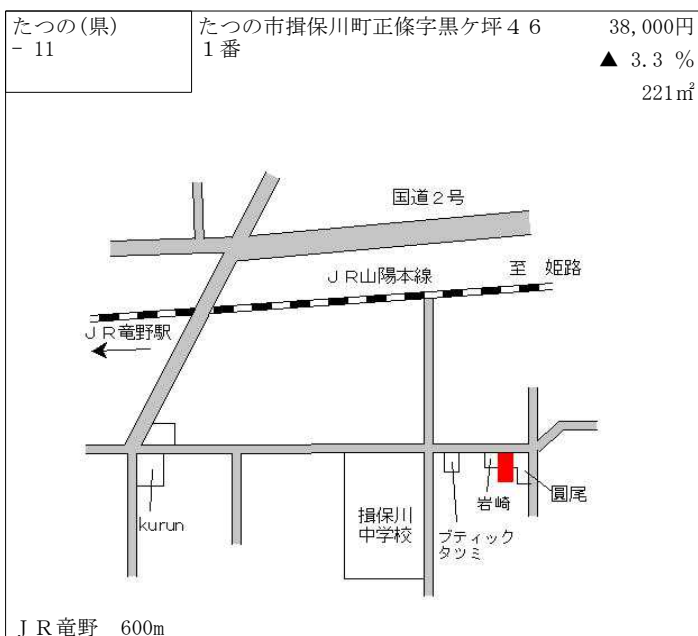 たつの(県)
- 11
たつの市揖保川町正條字黒ケ坪４６
１番
38,000円
▲ 3.3 %
221㎡
国道２号
ＪＲ山陽本線
至 姫路
ＪＲ竜野駅
kurun
揖保川
中学校
ブティック
タツミ
岩崎
圓尾
ＪＲ竜野 600m